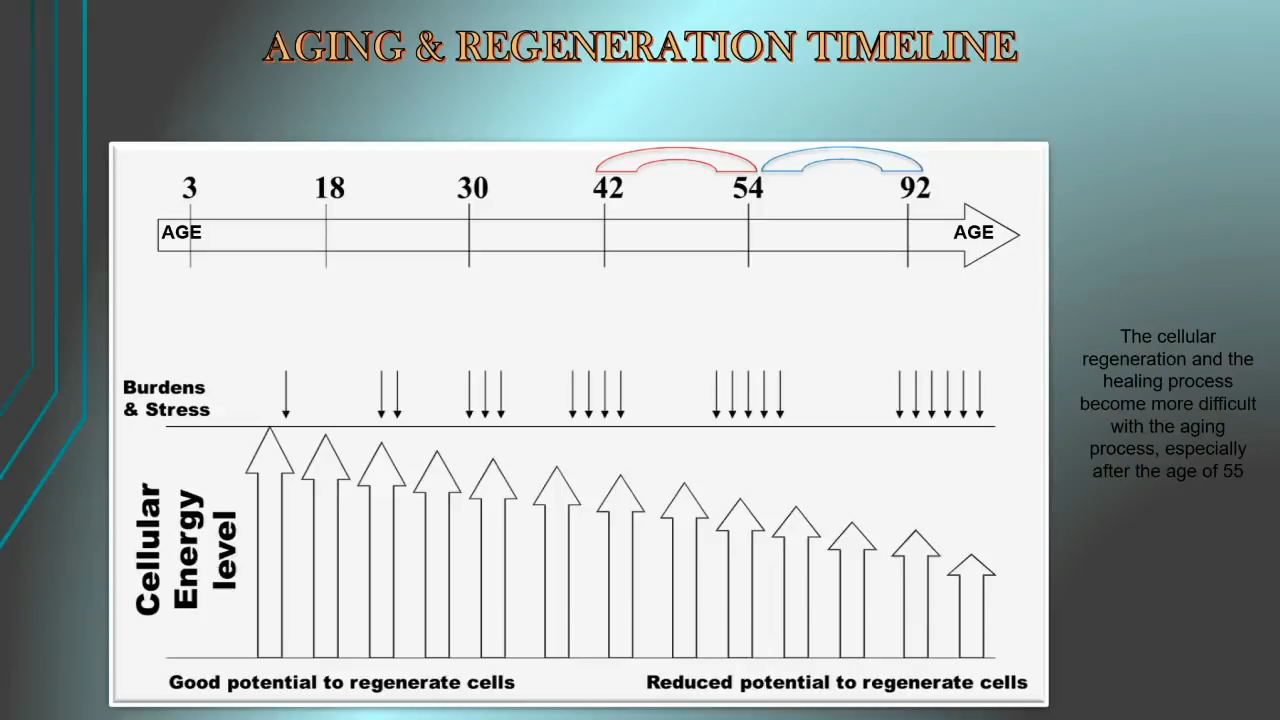 AGING & REGENERATION TIMELINE
3 18 30 42 54 92
AGE AGE
Burdens
& Stress
Cellular
Energy
level
Good potential to regenerate cells Reduced potential to regenerate cells
The cellular
regeneration and the
healing process
become more difficult
with the aging
process, especially
after the age of 55